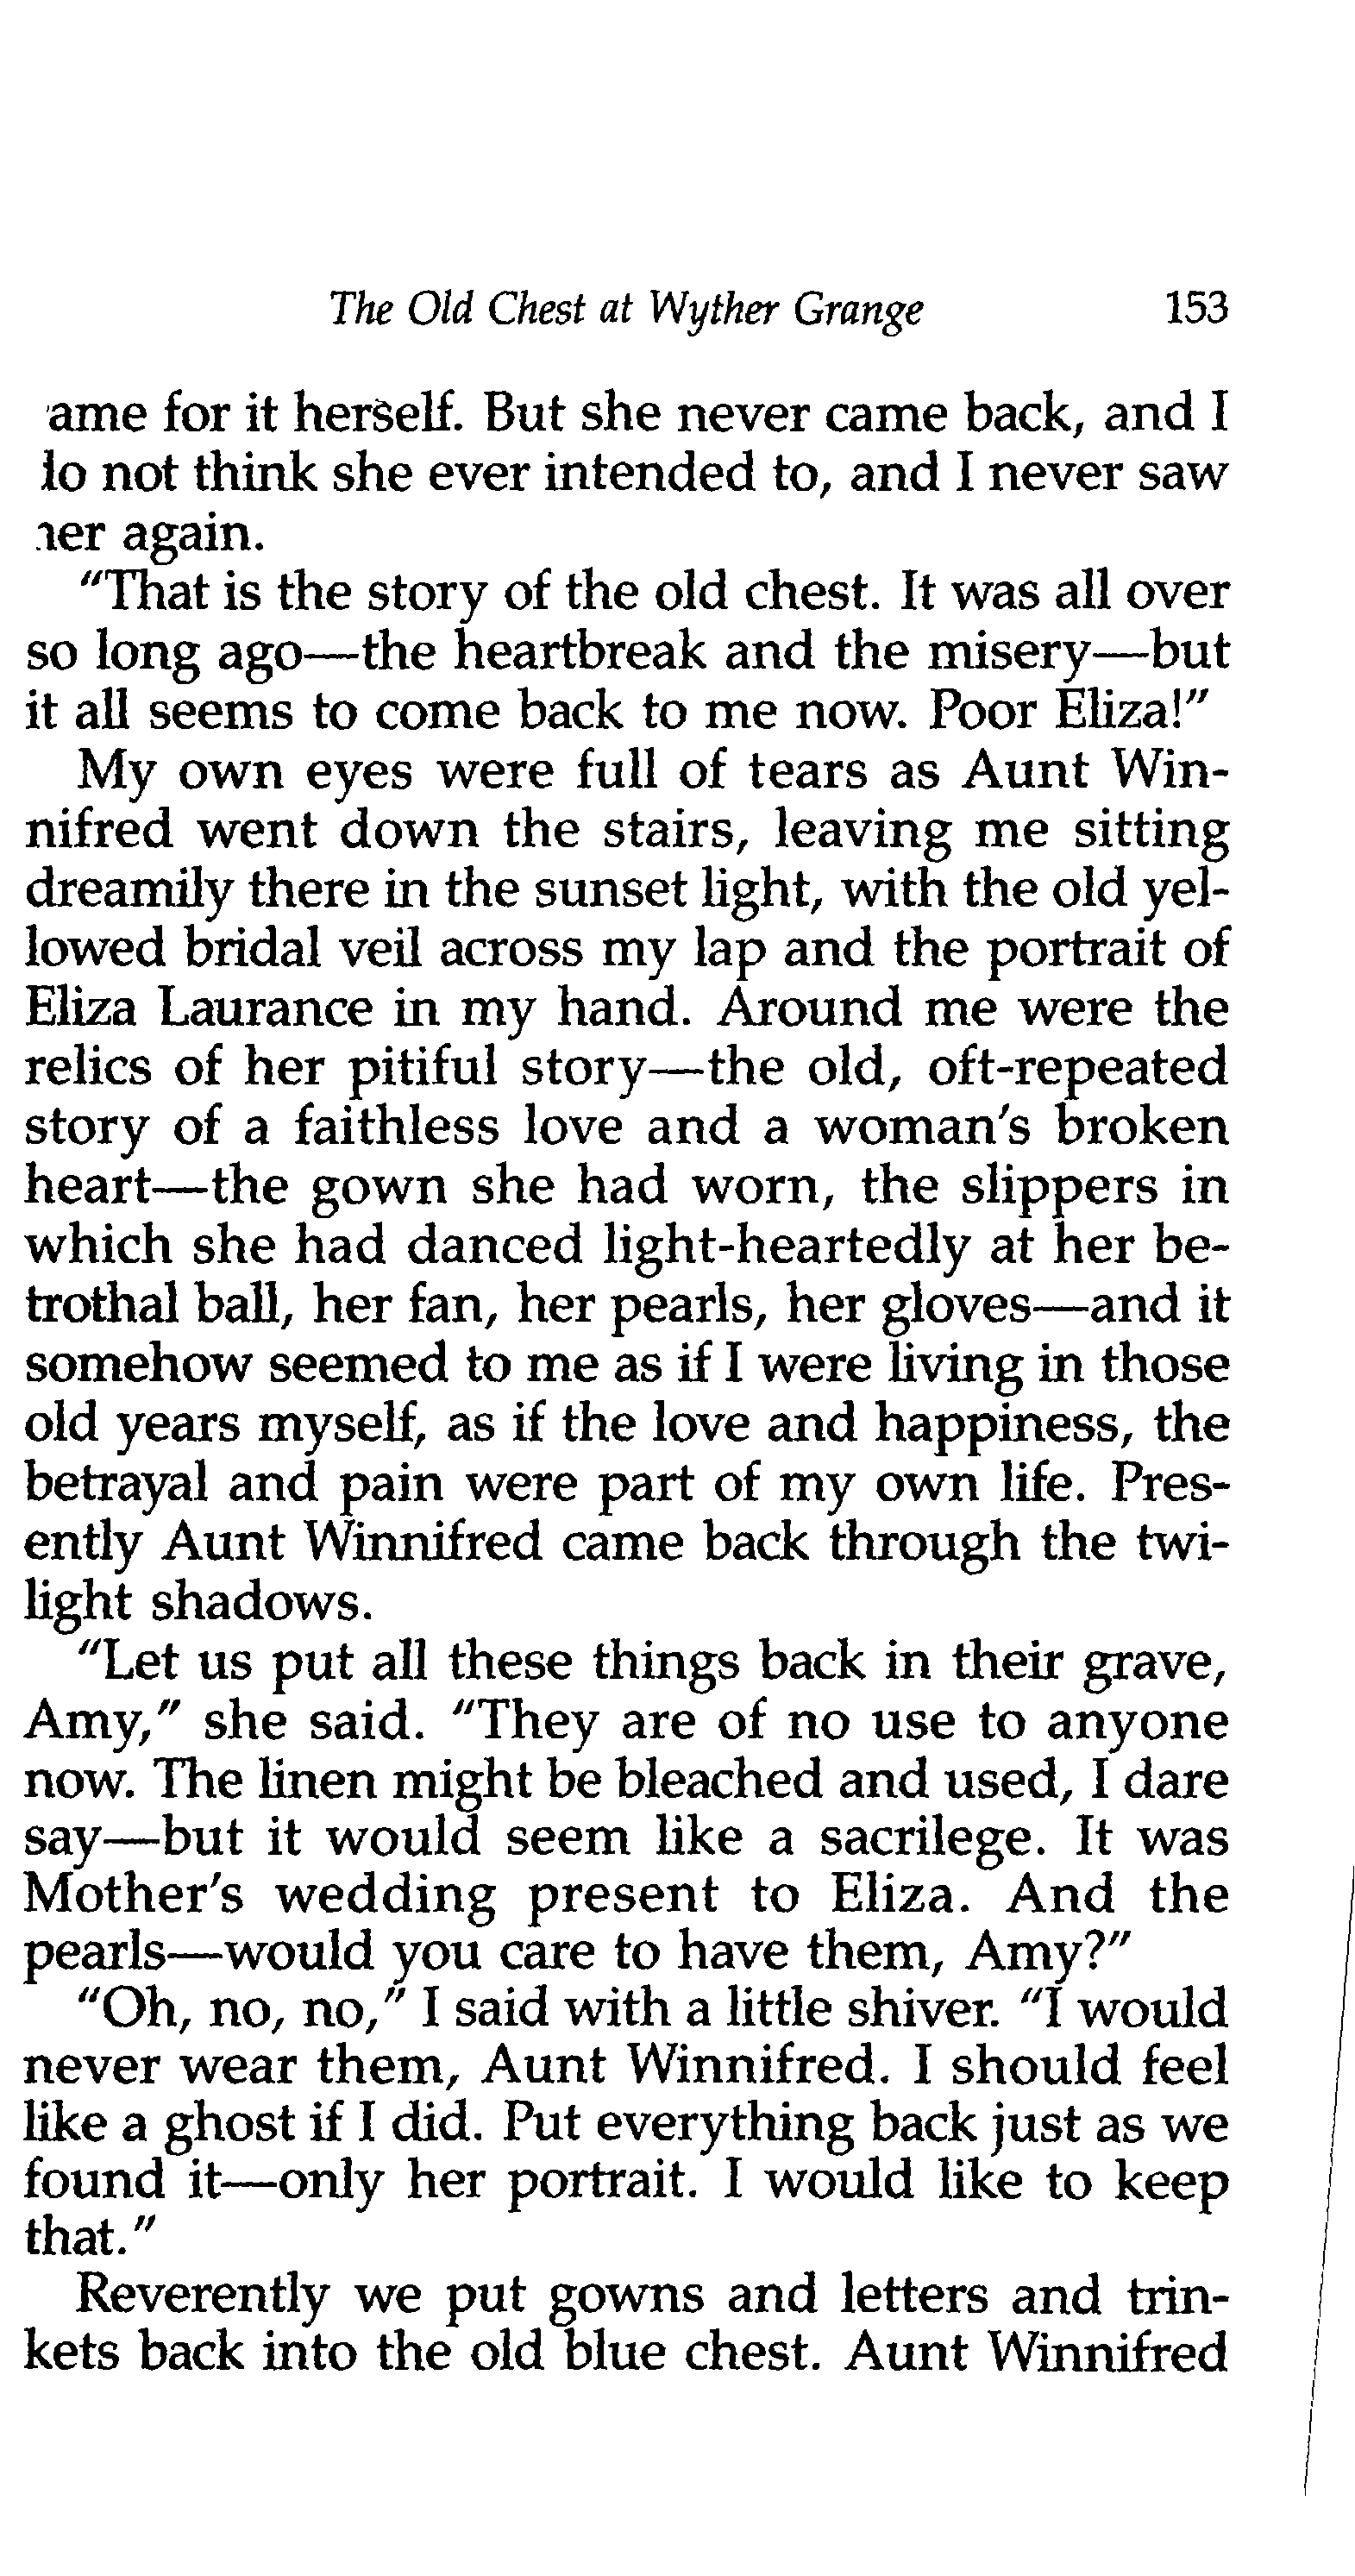 The Old Chest at Wyther Grange 153
ame for it herself. But she never came back, and I
lo not think she ever intended to, and I never saw
ier again.
"That is the story of the old chest. It was all over
so long ago—the heartbreak and the misery—but
it all seems to come back to me now. Poor Eliza!"
My own eyes were full of tears as Aunt Win-
nifred went down the stairs, leaving me sitting
dreamily there in the sunset light, with the old yel-
lowed bridal veil across my lap and the portrait of
Eliza Laurance in my hand. Around me were the
relics of her pitiful story—the old, oft-repeated
story of a faithless love and a woman's broken
heart—the gown she had worn, the slippers in
which she had danced light-heartedly at her be-
trothal ball, her fan, her pearls, her gloves—and it
somehow seemed to me as if I were living in those
old years myself, as if the love and happiness, the
betrayal and pain were part of my own life. Pres-
ently Aunt Winnifred came back through the twi-
light shadows.
"Let us put all these things back in their grave,
Amy," she said. "They are of no use to anyone
now. The linen might be bleached and used, I dare
say—but it would seem like a sacrilege. It was
Mother's wedding present to Eliza. And the
pearls—would you care to have them, Amy?"
"Oh, no, no," I said with a little shiver. "I would
never wear them, Aunt Winnifred. I should feel
like a ghost if I did. Put everything back just as we
found it—only her portrait. I would like to keep
that."
Reverently we put gowns and letters and trin-
kets back into the old blue chest. Aunt Winnifred